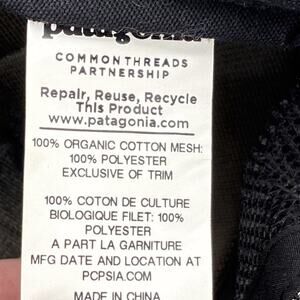 patagonia
COMMON THREADS
PARTNERSHIP
Repair, Reuse, Recycle
This Product
www.patagonia.com
100% ORGANIC COTTON MESH:
100% POLYESTER
EXCLUSIVE OF TRIM
100% COTON DE CULTURE
BIOLOGIQUE FILET: 100%
POLYESTER
A PART LA GARNITURE
MFG DATE AND LOCATION AT
PCPSIA.COM
MADE IN CHINA